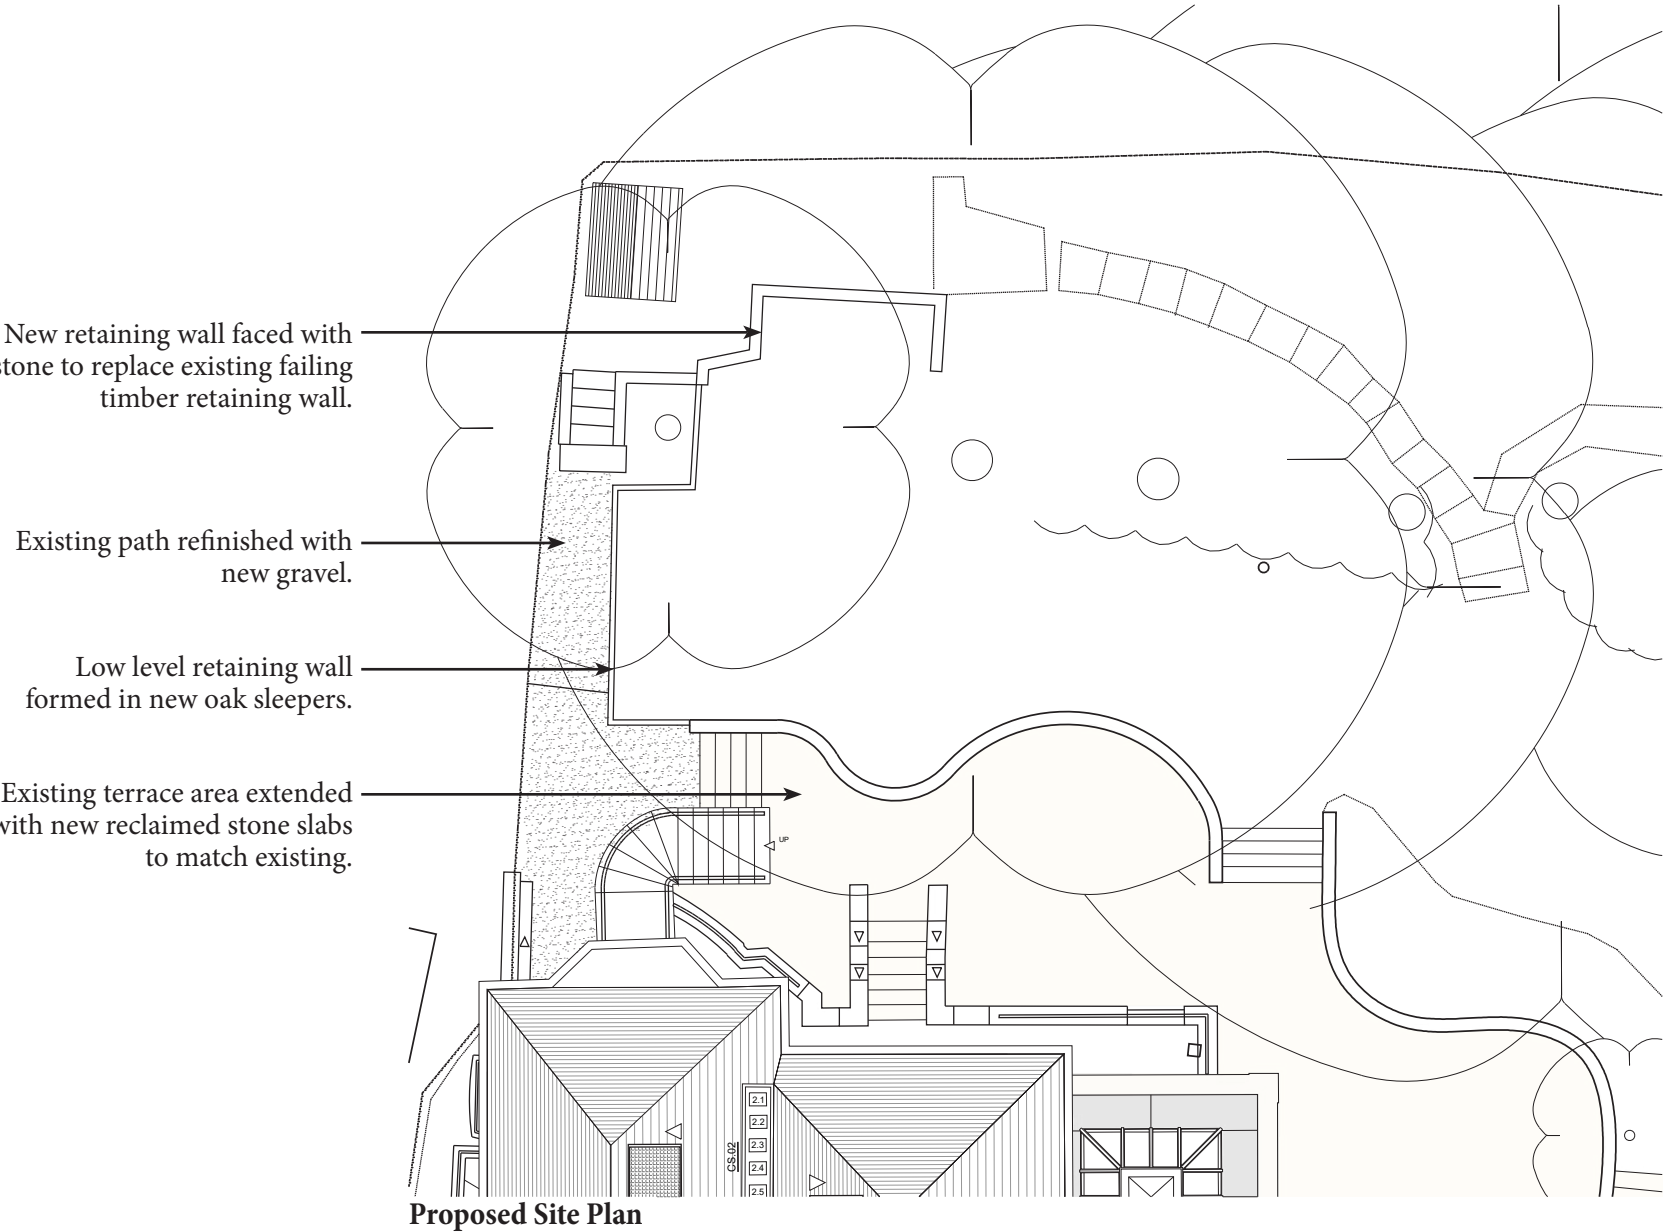 New retaining wall faced with
stone to replace existing failing
timber retaining wall.
Existing path refinished with
new gravel.
Low level retaining wall
formed in new oak sleepers.
Existing terrace area extended
with new reclaimed stone slabs
to match existing.
UP
2.1
2.2
2.3
2.4
2.5
CS.02
Proposed Site Plan